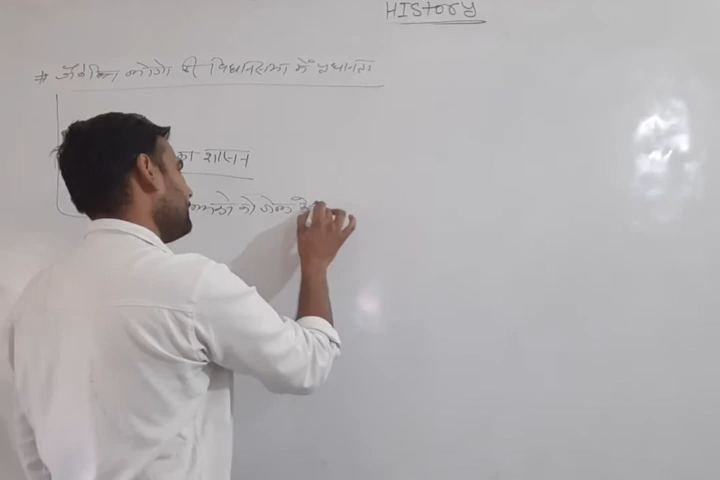 HISTORY
# जैकोबिन लोगो की विधानसभा में प्रधानता
का शासन
को जेल में